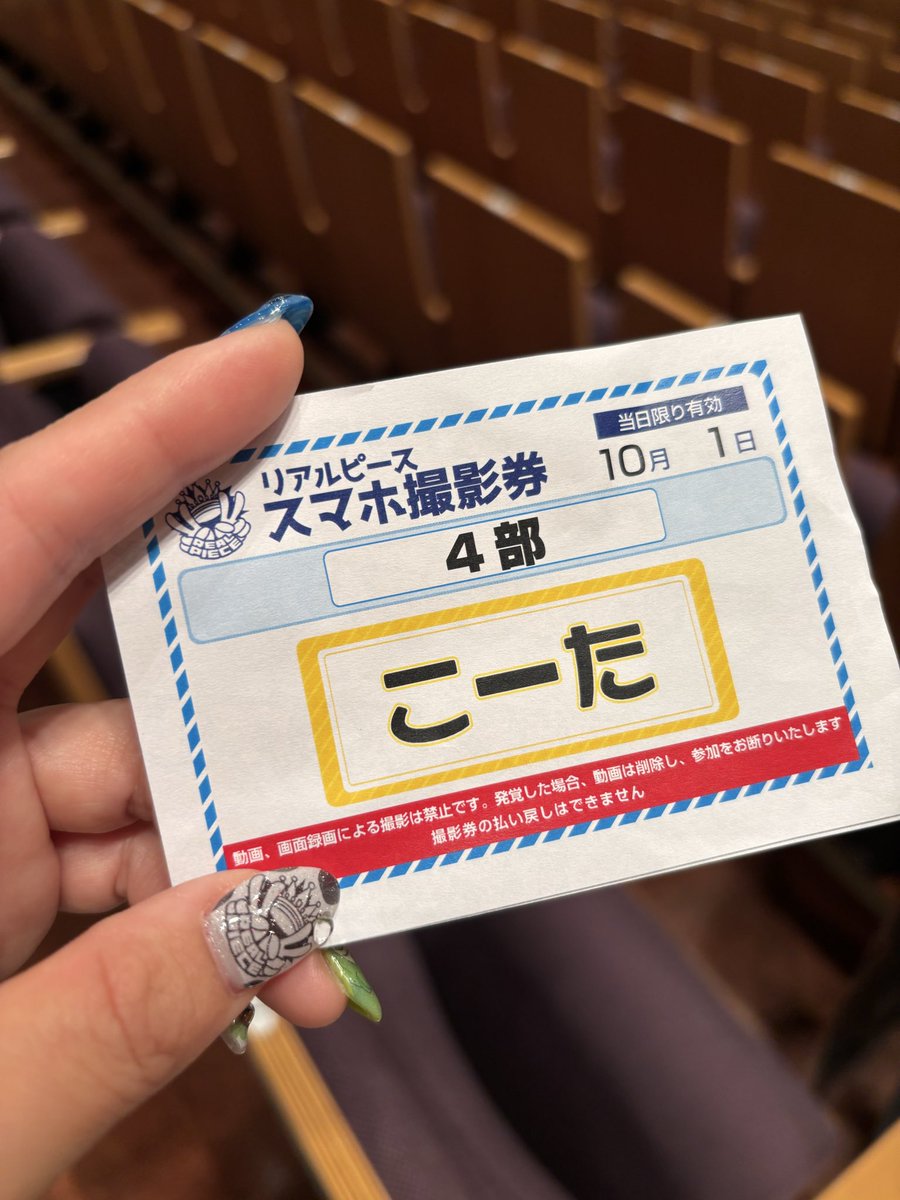 当日限り有効
10月 1日
リアルピース
スマホ撮影券
REAL
PIECE
4部
こーた
動画、画面録画による撮影は禁止です。発覚した場合、動画は削除し、参加をお断りいたします
撮影券の払い戻しはできません